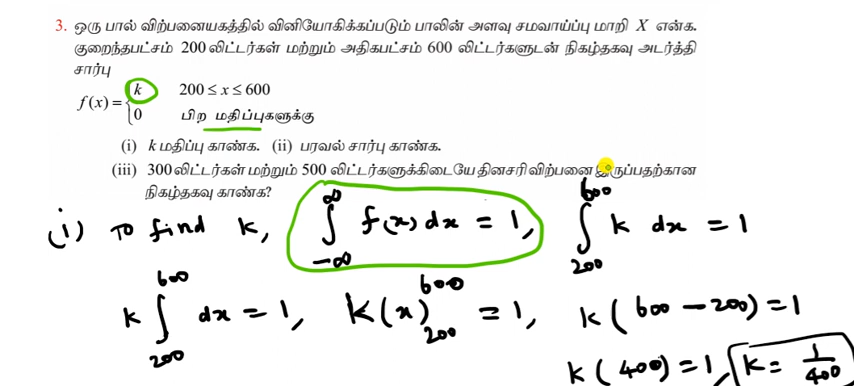 3. ஒரு பால் விற்பனையகத்தில் வினியோகிக்கப்படும் பாலின் அளவு சமவாய்ப்பு மாறி X என்க.
குறைந்தபட்சம் 200 லிட்டர்கள் மற்றும் அதிகபட்சம் 600 லிட்டர்களுடன் நிகழ்தகவு அடர்த்தி
சார்பு
f(x) = { k 200 ≤ x ≤ 600
0 பிற மதிப்புகளுக்கு
(i) k மதிப்பு காண்க. (ii) பரவல் சார்பு காண்க.
(iii) 300 லிட்டர்கள் மற்றும் 500 லிட்டர்களுக்கிடையே தினசரி விற்பனை இருப்பதற்கான
நிகழ்தகவு காண்க?
(i) To find k, ∫_{-∞}^{∞} f(x) dx = 1, ∫_{200}^{600} k dx = 1
k ∫_{200}^{600} dx = 1, k(x)_{200}^{600} = 1, k(600 - 200) = 1
k(400) = 1, k = 1/400